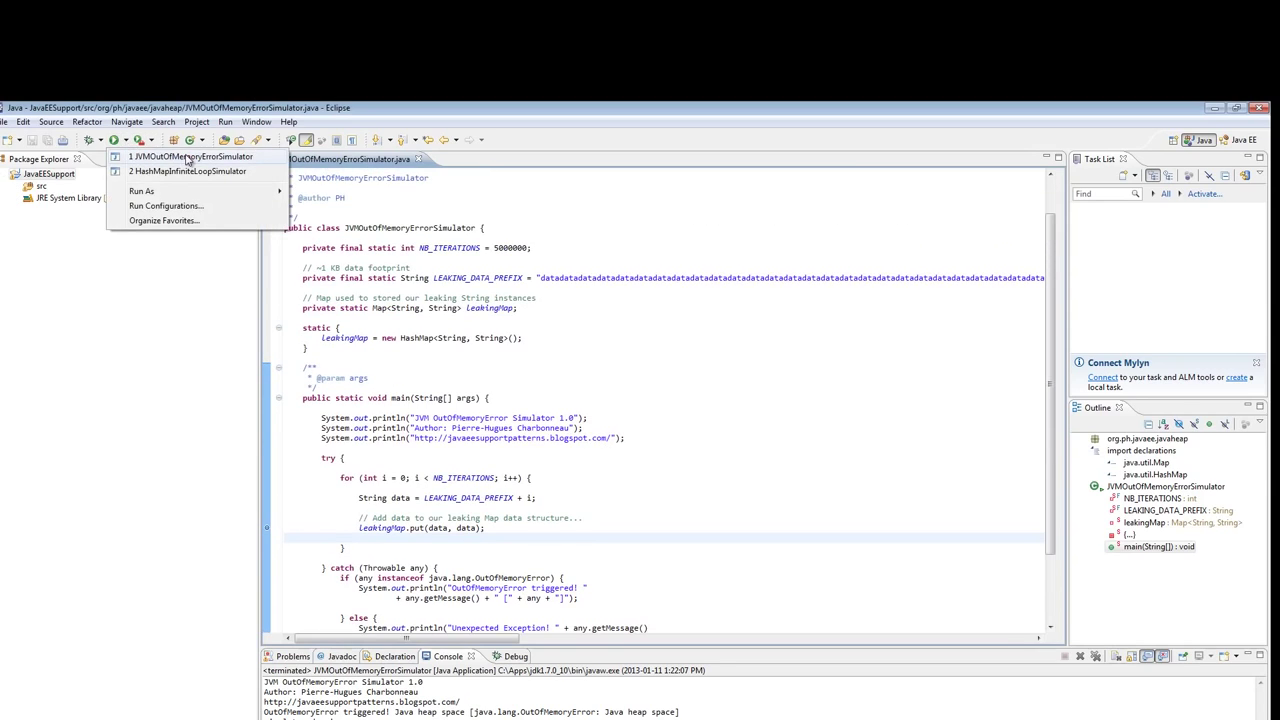 Java - JavaEESupport/src/org/ph/javaee/javaheap/JVMOutOfMemoryErrorSimulator.java - Eclipse
Edit Source Refactor Navigate Search Project Run Window Help
Java Java EE
Package Explorer
JavaEESupport
src
JRE System Library
1 JVMOutOfMemoryErrorSimulator
2 HashMapInfiniteLoopSimulator
Run As
Run Configurations...
Organize Favorites...
OutOfMemoryErrorSimulator.java
* JVMOutOfMemoryErrorSimulator
*
* @author PH
*
*/
public class JVMOutOfMemoryErrorSimulator {
private final static int NB_ITERATIONS = 5000000;
// ~1 KB data footprint
private final static String LEAKING_DATA_PREFIX = "datadatadatadatadatadatadatadatadatadatadatadatadatadatadatadatadatadatadatadatadatadata
// Map used to stored our leaking String instances
private static Map<String, String> leakingMap;
static {
leakingMap = new HashMap<String, String>();
}
/**
* @param args
*/
public static void main(String[] args) {
System.out.println("JVM OutOfMemoryError Simulator 1.0");
System.out.println("Author: Pierre-Hugues Charbonneau");
System.out.println("http://javaeesupportpatterns.blogspot.com/");
try {
for (int i = 0; i < NB_ITERATIONS; i++) {
String data = LEAKING_DATA_PREFIX + i;
// Add data to our leaking Map data structure...
leakingMap.put(data, data);
}
} catch (Throwable any) {
if (any instanceof java.lang.OutOfMemoryError) {
System.out.println("OutOfMemoryError triggered! "
+ any.getMessage() + " [" + any + "]");
} else {
System.out.println("Unexpected Exception! " + any.getMessage()
Task List
Find All Activate...
Connect Mylyn
Connect to your task and ALM tools or create a
local task.
Outline
org.ph.javaee.javaheap
import declarations
java.util.Map
java.util.HashMap
JVMOutOfMemoryErrorSimulator
NB_ITERATIONS : int
LEAKING_DATA_PREFIX : String
leakingMap : Map<String, String>
{...}
main(String[]) : void
Problems Javadoc Declaration Console Debug
<terminated> JVMOutOfMemoryErrorSimulator [Java Application] C:\Apps\jdk1.7.0_10\bin\javaw.exe (2013-01-11 1:22:07 PM)
JVM OutOfMemoryError Simulator 1.0
Author: Pierre-Hugues Charbonneau
http://javaeesupportpatterns.blogspot.com/
OutOfMemoryError triggered! Java heap space [java.lang.OutOfMemoryError: Java heap space]